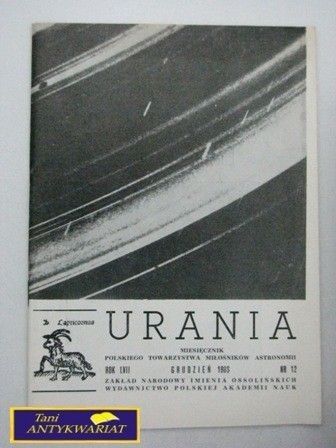 Capricornus
URANIA
MIESIĘCZNIK
POLSKIEGO TOWARZYSTWA MIŁOŚNIKÓW ASTRONOMII
ROK LVII GRUDZIEŃ 1985 NR 12
ZAKŁAD NARODOWY IMIENIA OSSOLIŃSKICH
WYDAWNICTWO POLSKIEJ AKADEMII NAUK
Tani
ANTYKWARIAT